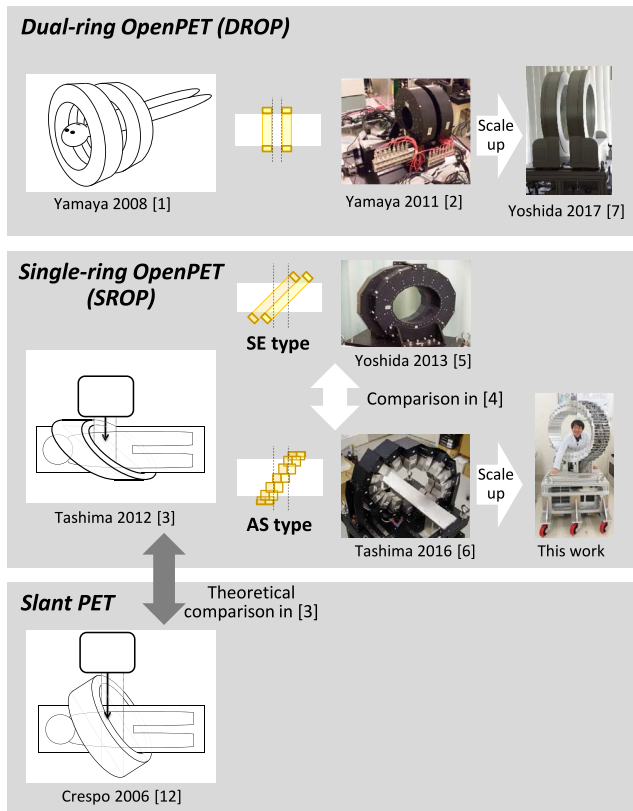 Dual-ring OpenPET (DROP)
Yamaya 2008 [1]
Yamaya 2011 [2]
Scale
up
Yoshida 2017 [7]
Single-ring OpenPET
(SROP)
SE type
Yoshida 2013 [5]
Comparison in [4]
Tashima 2012 [3]
AS type
Tashima 2016 [6]
Scale
up
This work
Theoretical
comparison in [3]
Slant PET
Crespo 2006 [12]